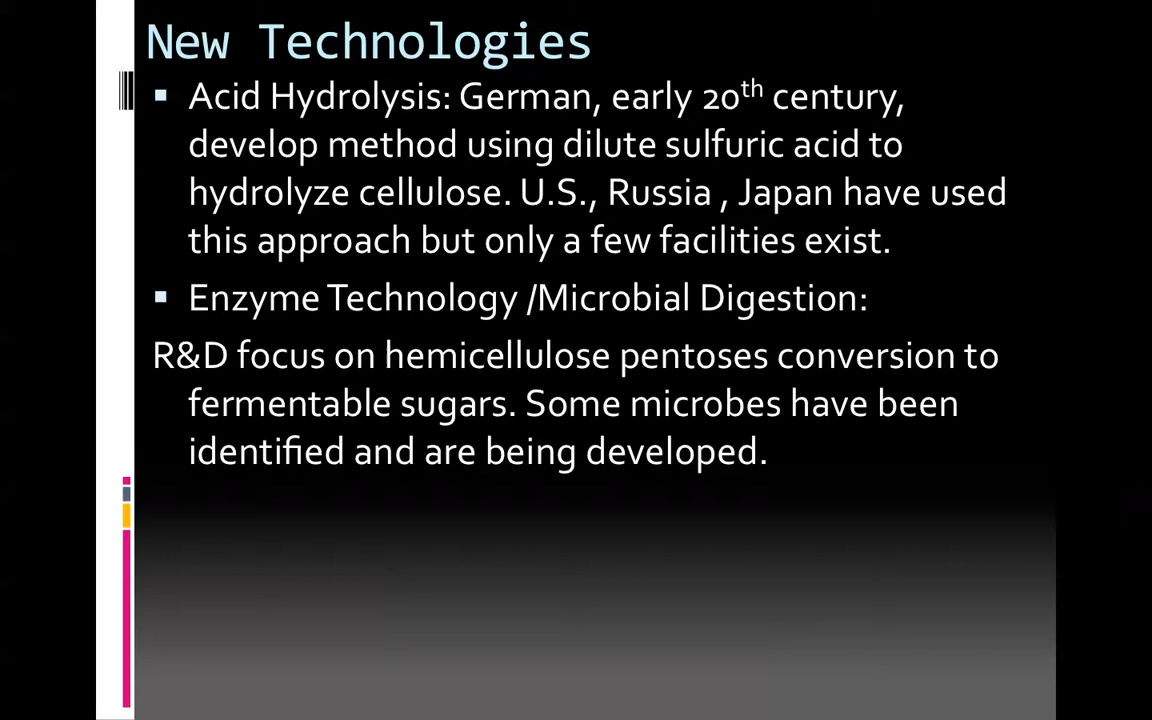 New Technologies
Acid Hydrolysis: German, early 20th century,
develop method using dilute sulfuric acid to
hydrolyze cellulose. U.S., Russia , Japan have used
this approach but only a few facilities exist.
Enzyme Technology /Microbial Digestion:
R&D focus on hemicellulose pentoses conversion to
fermentable sugars. Some microbes have been
identified and are being developed.